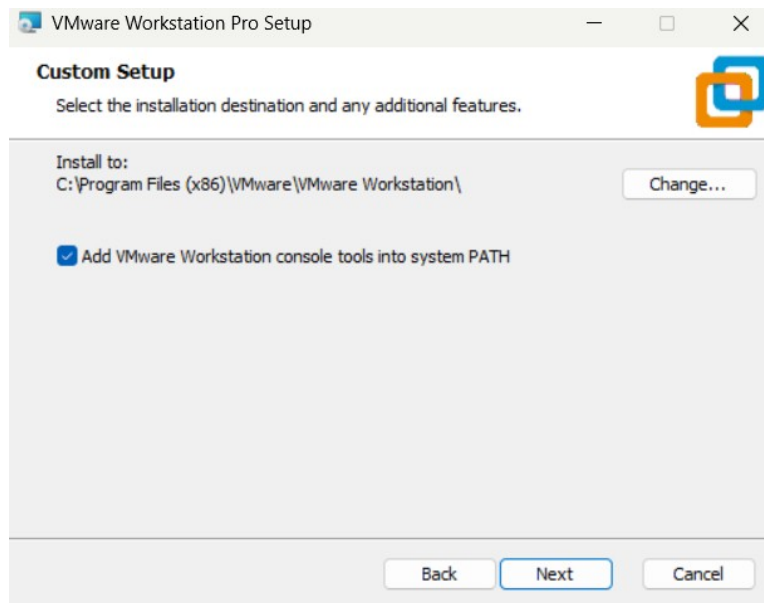 VMware Workstation Pro Setup
Custom Setup
Select the installation destination and any additional features.
Install to:
C:\Program Files (x86)\VMware\VMware Workstation\
Change...
Add VMware Workstation console tools into system PATH
Back
Next
Cancel